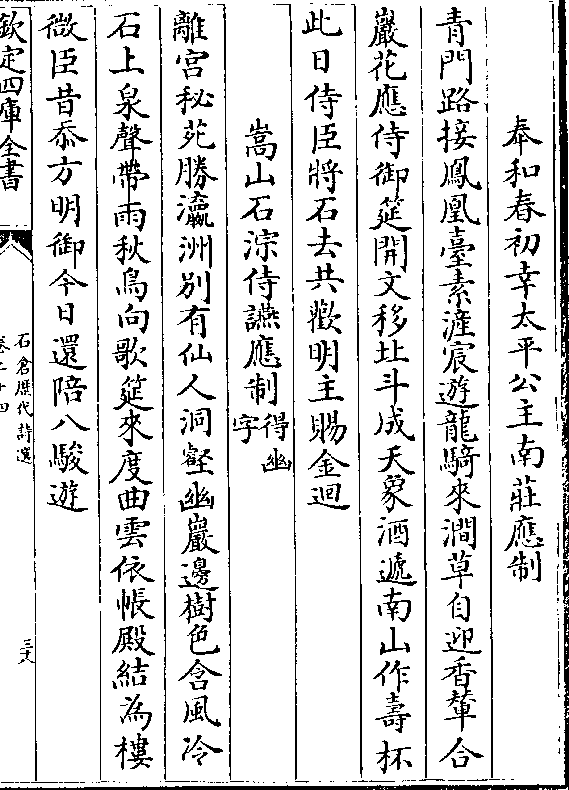 奉和春初幸太平公主南莊應制
青門路接鳳凰臺素滻宸遊龍騎來澗草自迎香輦合
巖花應侍御筵開文移北斗成天象酒遞南山作壽杯
此日侍臣將石去共歡明主賜金迴
嵩山石淙侍讌應制得幽字
離宮秘苑勝瀛洲别有仙人洞壑幽巖邊樹色含風冷
石上泉聲帶雨秋鳥向歌筵來度曲雲依帳殿結為樓
微臣昔忝方明御今日還陪八駿遊
欽定四庫全書
石倉歷代詩選
卷二十四
三八